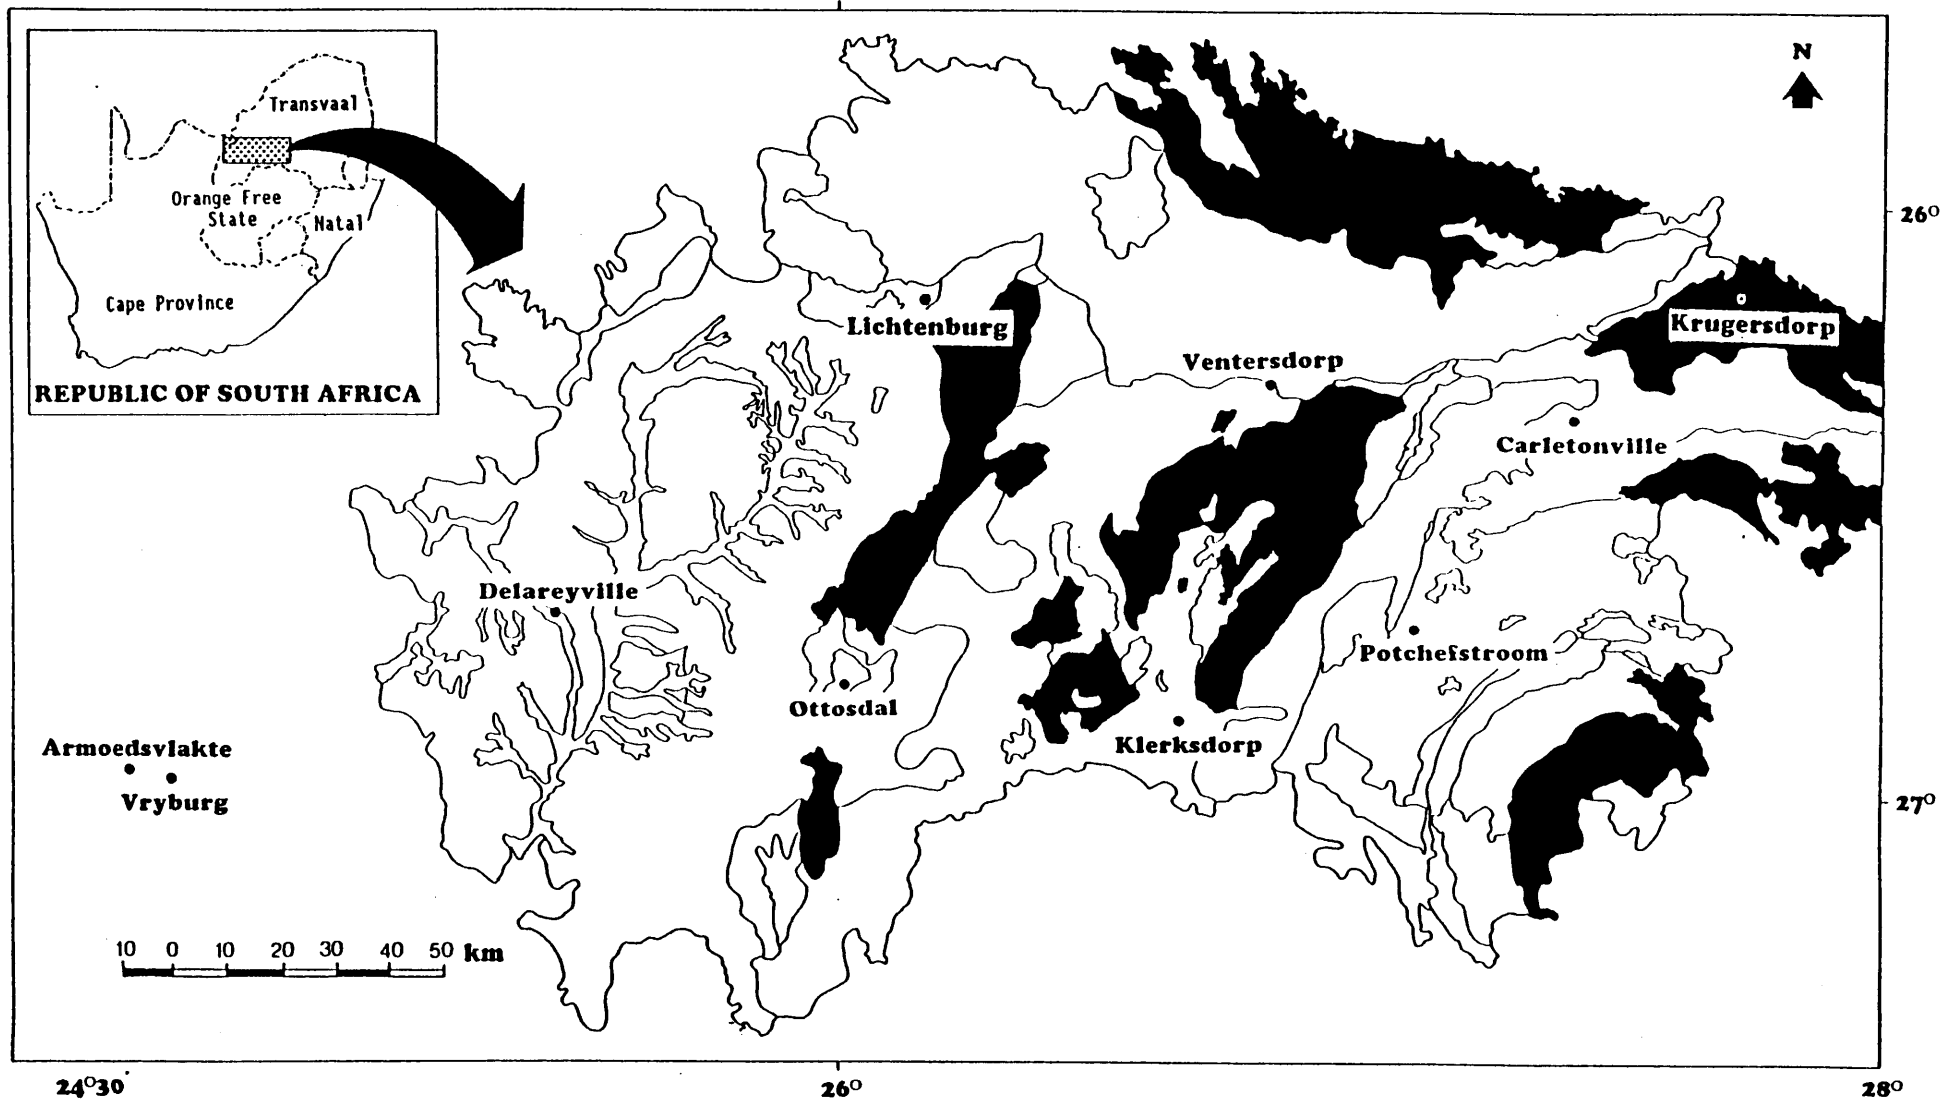 N
Transvaal
Orange Free
State
Natal
Cape Province
REPUBLIC OF SOUTH AFRICA
26°
Lichtenburg
Krugersdorp
Ventersdorp
Carletonville
Delareyville
Potchefstroom
Ottosdal
Klerksdorp
Armoedsvlakte
Vryburg
27°
10 0 10 20 30 40 50 km
24°30
26°
28°